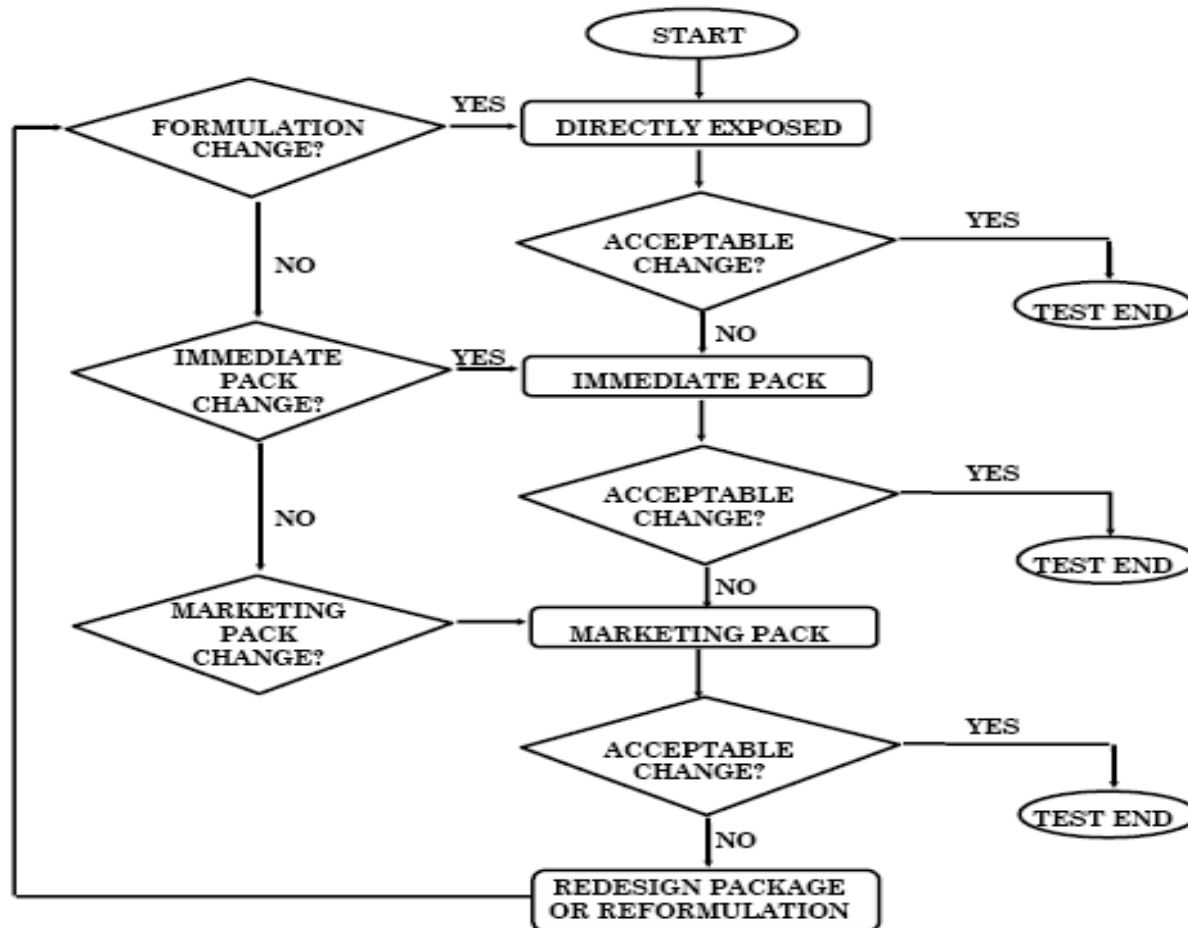 START
YES
FORMULATION
CHANGE?
DIRECTLY EXPOSED
YES
ACCEPTABLE
CHANGE?
NO
TEST END
NO
IMMEDIATE
PACK
CHANGE?
YES
IMMEDIATE PACK
YES
ACCEPTABLE
CHANGE?
NO
TEST END
NO
MARKETING
PACK
CHANGE?
MARKETING PACK
YES
ACCEPTABLE
CHANGE?
TEST END
NO
REDESIGN PACKAGE
OR REFORMULATION